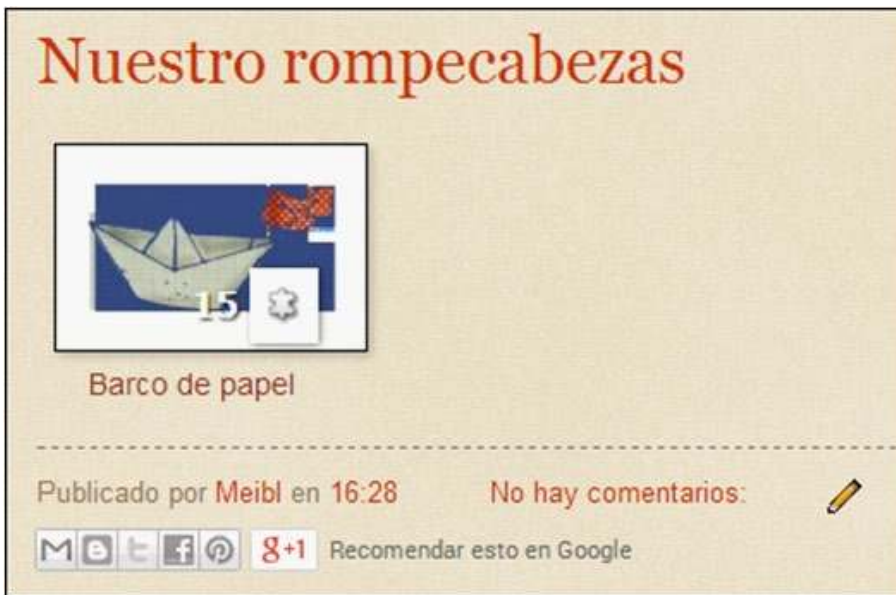 Nuestro rompecabezas
15
Barco de papel
Publicado por Meibl en 16:28 No hay comentarios:
g+1 Recomendar esto en Google